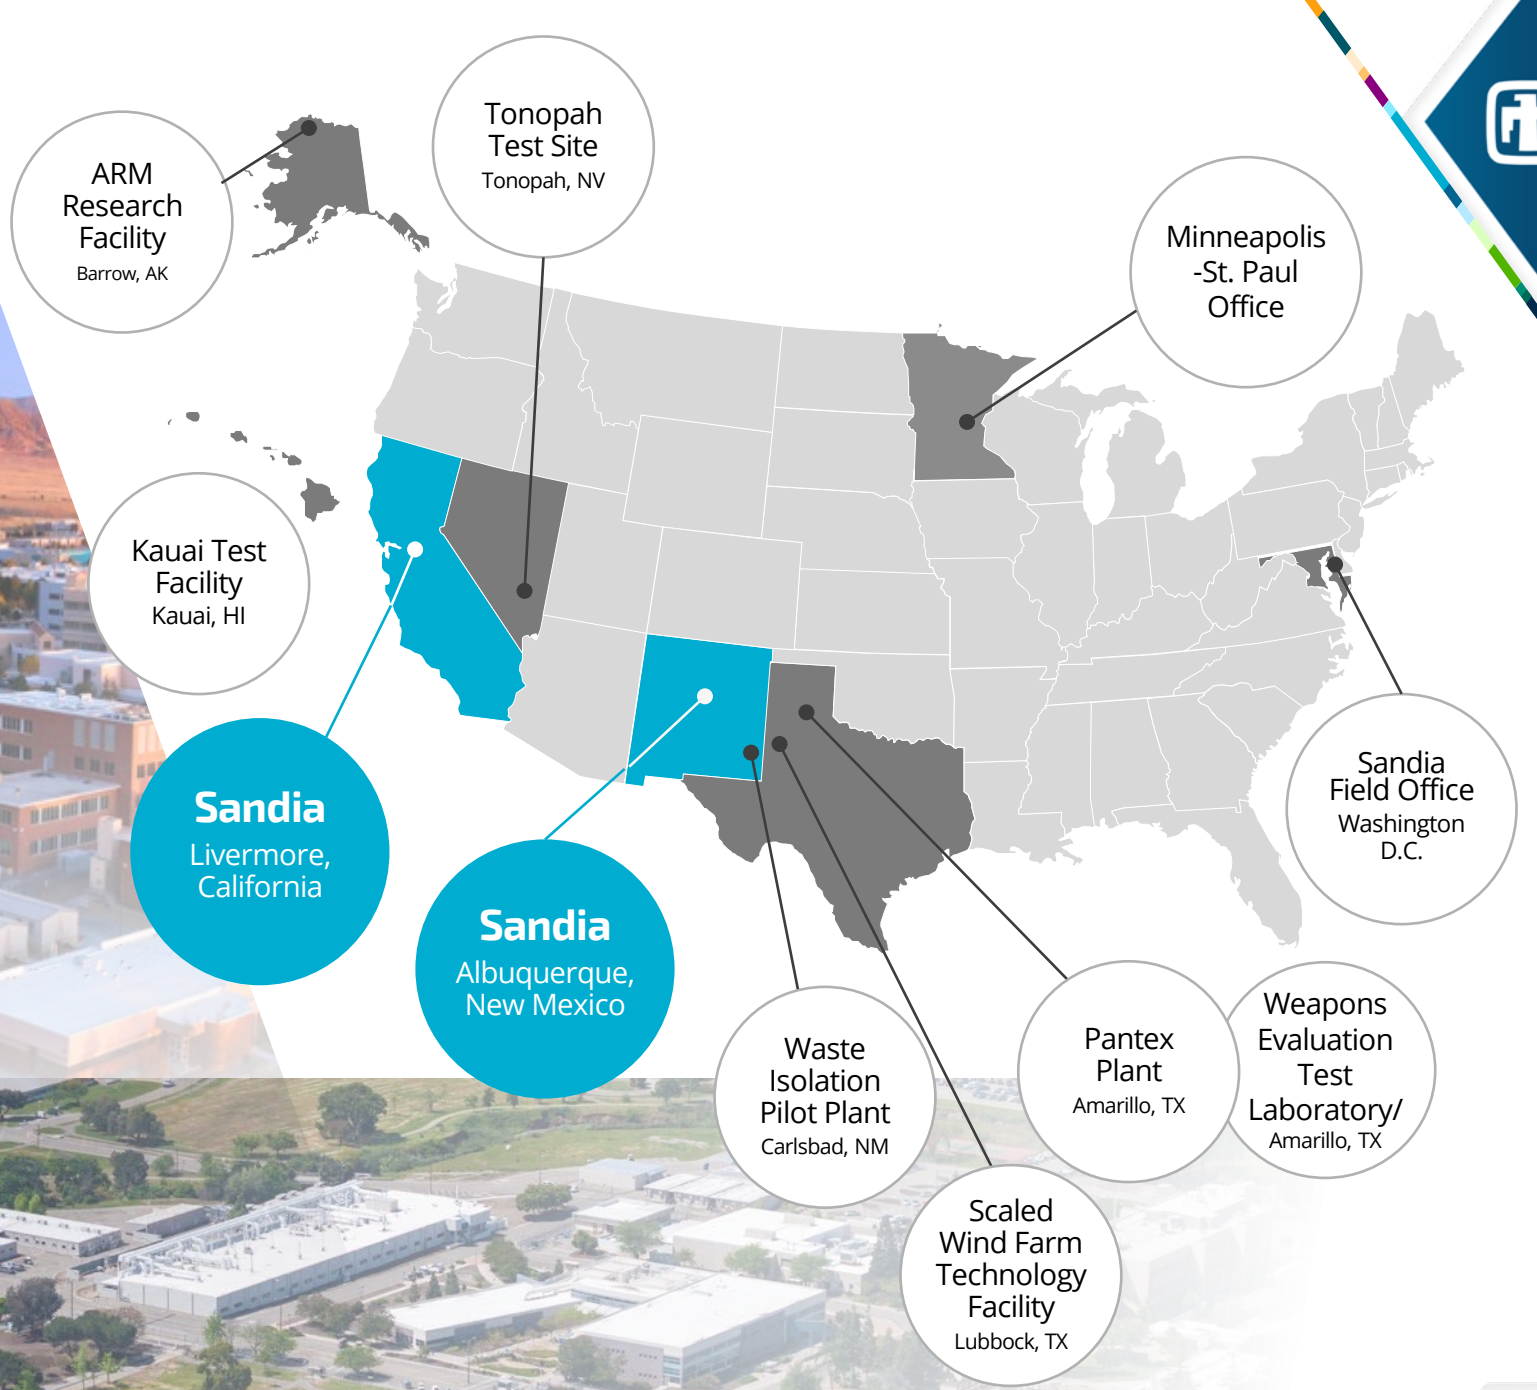 ARM
Research
Facility
Barrow, AK
Tonopah
Test Site
Tonopah, NV
Minneapolis
-St. Paul
Office
Kauai Test
Facility
Kauai, HI
Sandia
Livermore,
California
Sandia
Albuquerque,
New Mexico
Sandia
Field Office
Washington
D.C.
Waste
Isolation
Pilot Plant
Carlsbad, NM
Pantex
Plant
Amarillo, TX
Weapons
Evaluation
Test
Laboratory/
Amarillo, TX
Scaled
Wind Farm
Technology
Facility
Lubbock, TX